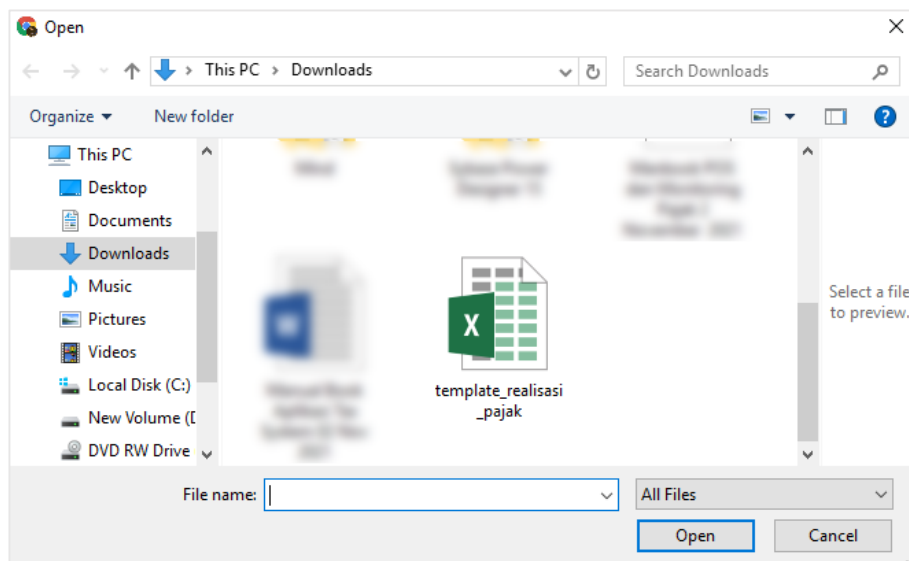 Open
This PC > Downloads
Search Downloads
Organize
New folder
This PC
Desktop
Documents
Downloads
Music
Pictures
Videos
Local Disk (C:)
New Volume (
DVD RW Drive
template_realisasi
_pajak
Select a file
to preview.
File name:
All Files
Open
Cancel